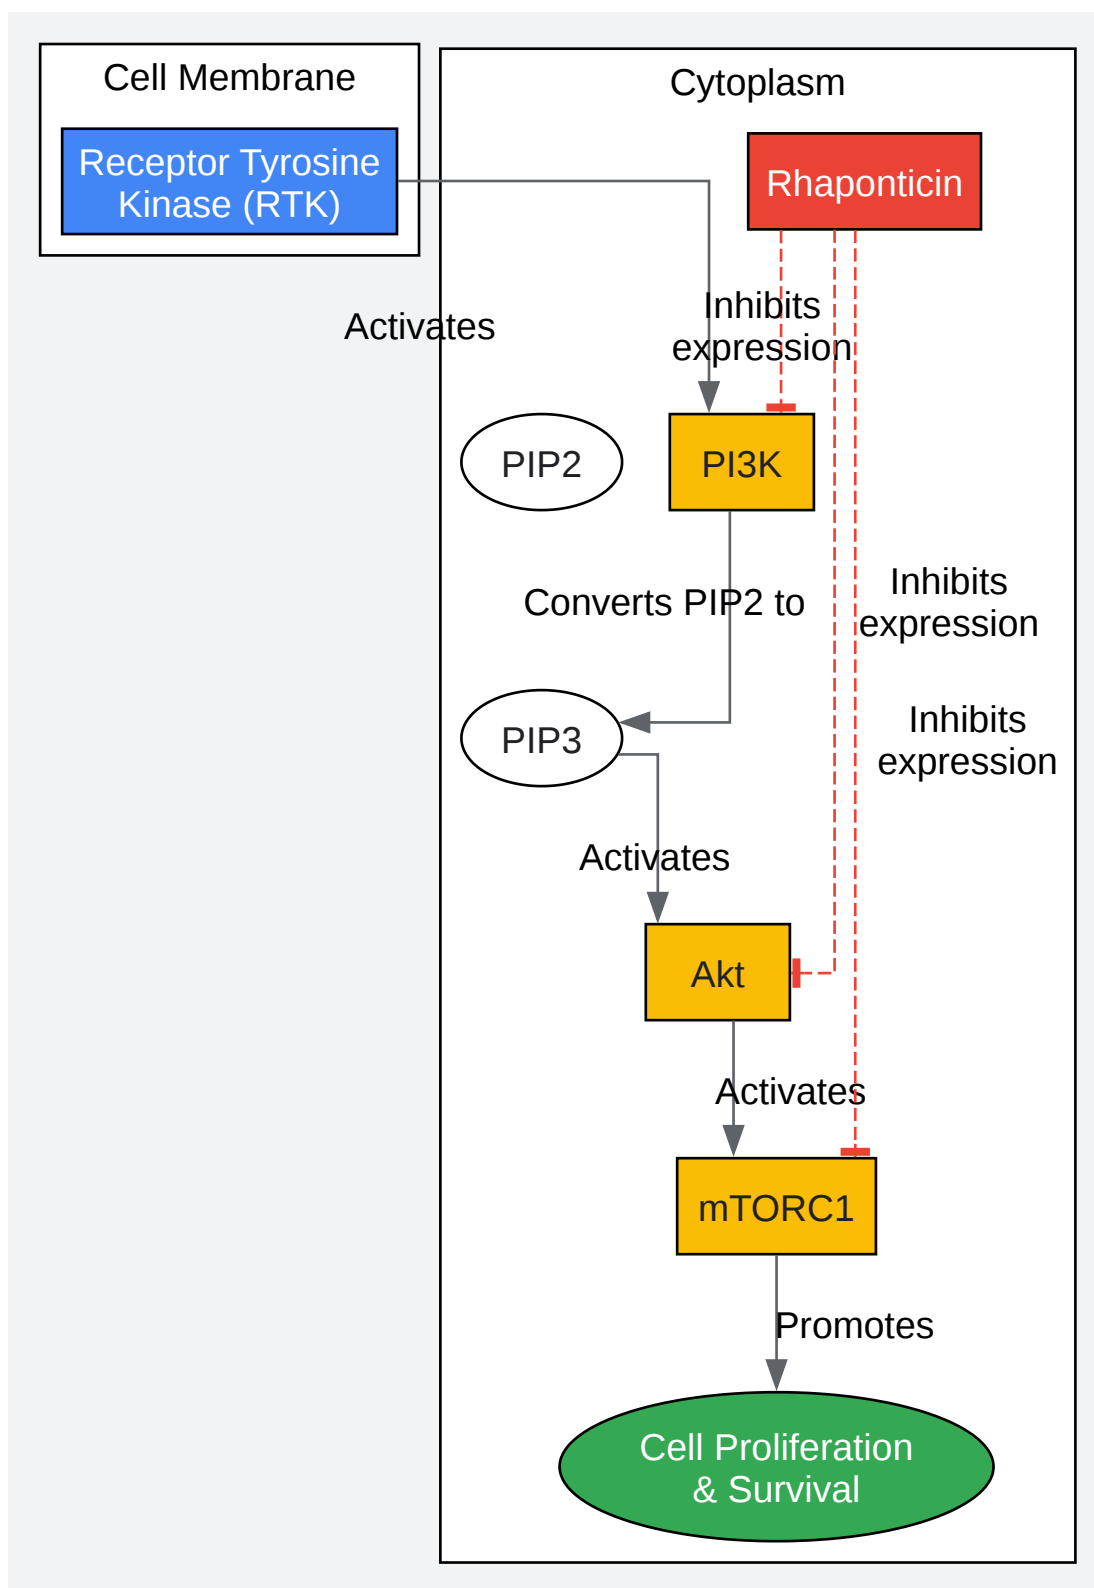 Cell Membrane
Cytoplasm
Receptor Tyrosine
Kinase (RTK)
Rhaponticin
Activates
Inhibits
expression
PIP2
PI3K
Converts PIP2 to
Inhibits
expression
PIP3
Inhibits
expression
Activates
Akt
Activates
mTORC1
Promotes
Cell Proliferation
& Survival